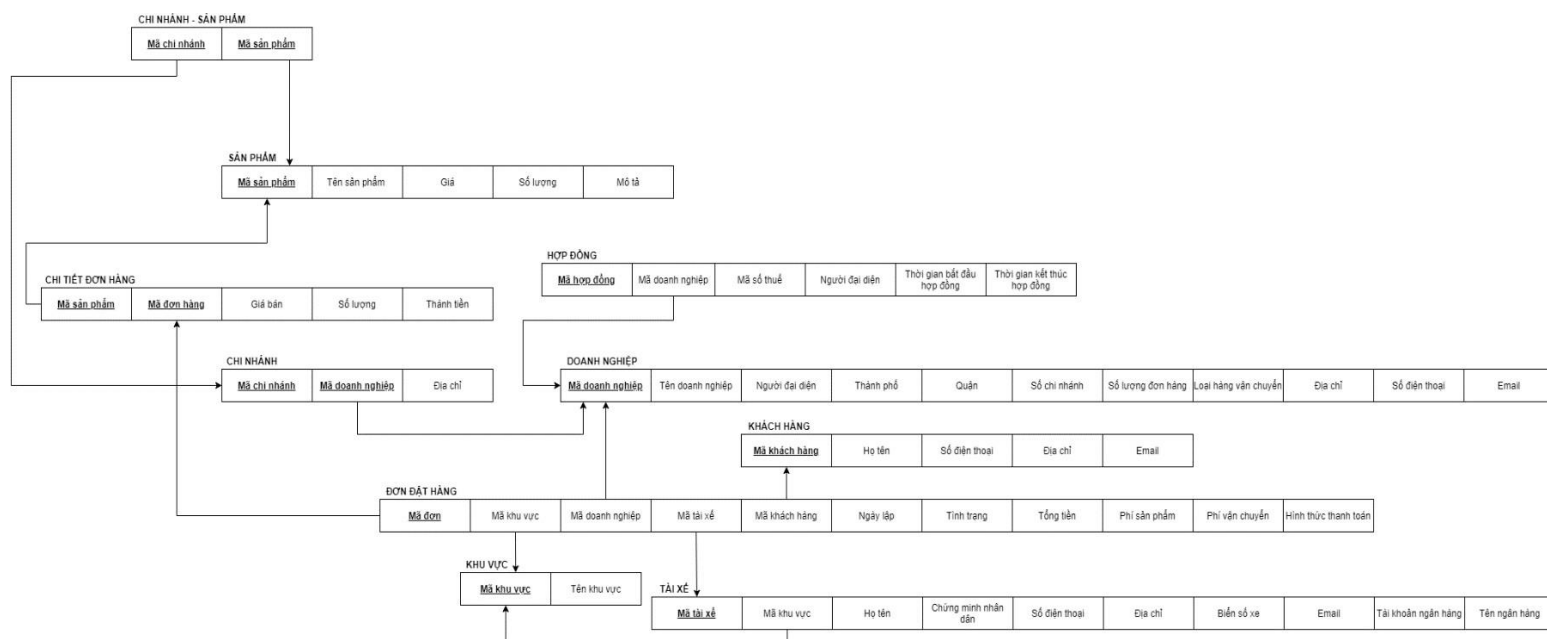 CHI NHÁNH - SẢN PHẨM
Mã chi nhánh Mã sản phẩm
SẢN PHẨM
Mã sản phẩm Tên sản phẩm Giá Số lượng Mô tả
HỢP ĐỒNG
Mã hợp đồng Mã doanh nghiệp Mã số thuế Người đại diện Thời gian bắt đầu Thời gian kết thúc
hợp đồng hợp đồng
CHI TIẾT ĐƠN HÀNG
Mã sản phẩm Mã đơn hàng Giá bán Số lượng Thành tiền
CHI NHÁNH
Mã chi nhánh Mã doanh nghiệp Địa chỉ
DOANH NGHIỆP
Mã doanh nghiệp Tên doanh nghiệp Người đại diện Thành phố Quận Số chi nhánh Số lượng đơn hàng Loại hàng vận chuyển Địa chỉ Số điện thoại Email
KHÁCH HÀNG
Mã khách hàng Họ tên Số điện thoại Địa chỉ Email
ĐƠN ĐẶT HÀNG
Mã đơn Mã khu vực Mã doanh nghiệp Mã tài xế Mã khách hàng Ngày lập Tình trạng Tổng tiền Phí sản phẩm Phí vận chuyển Hình thức thanh toán
KHU VỰC
Mã khu vực Tên khu vực
TÀI XẾ
Mã tài xế Mã khu vực Họ tên Chứng minh nhân Số điện thoại Địa chỉ Biển số xe Email Tài khoản ngân hàng Tên ngân hàng
dân